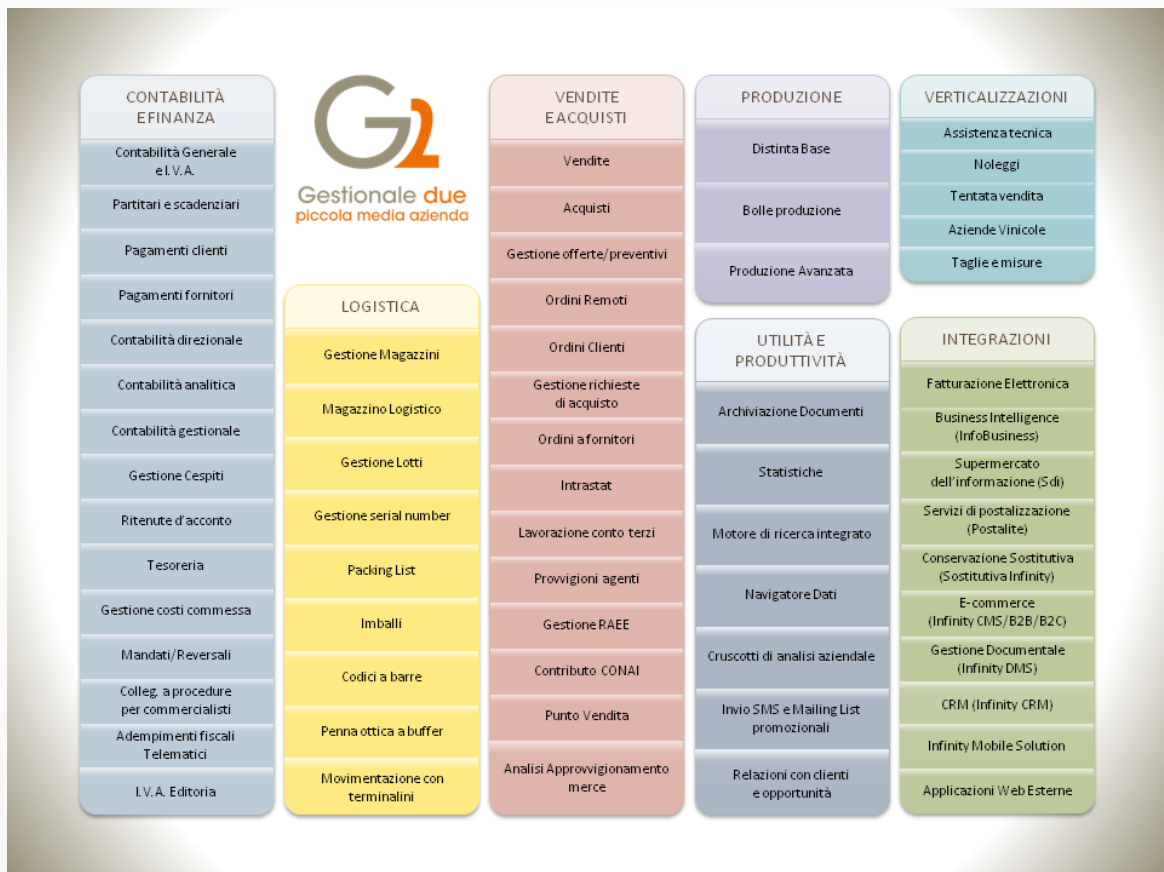 CONTABILITÀ
E FINANZA
Contabilità Generale
e I.V.A.
Partitari e scadenziari
Pagamenti clienti
Pagamenti fornitori
Contabilità direzionale
Contabilità analitica
Contabilità gestionale
Gestione Cespiti
Ritenute d'acconto
Tesoreria
Gestione costi commessa
Mandati/Reversali
Colleg. a procedure
per commercialisti
Adempimenti fiscali
Telematici
I.V.A. Editoria
G2
Gestionale due
piccola media azienda
LOGISTICA
Gestione Magazzini
Magazzino Logistico
Gestione Lotti
Gestione serial number
Packing List
Imballi
Codici a barre
Penna ottica a buffer
Movimentazione con
terminalini
VENDITE
E ACQUISTI
Vendite
Acquisti
Gestione offerte/preventivi
Ordini Remoti
Ordini Clienti
Gestione richieste
di acquisto
Ordini a fornitori
Intrastat
Lavorazione conto terzi
Provvigioni agenti
Gestione RAEE
Contributo CONAI
Punto Vendita
Analisi Approvvigionamento
merce
PRODUZIONE
Distinta Base
Bolle produzione
Produzione Avanzata
UTILITÀ E
PRODUTTIVITÀ
Archiviazione Documenti
Statistiche
Motore di ricerca integrato
Navigatore Dati
Cruscotti di analisi aziendale
Invio SMS e Mailing List
promozionali
Relazioni con clienti
e opportunità
VERTICALIZZAZIONI
Assistenza tecnica
Noleggi
Tentata vendita
Aziende Vinicole
Taglie e misure
INTEGRAZIONI
Fatturazione Elettronica
Business Intelligence
(InfoBusiness)
Supermercato
dell'informazione (Sdi)
Servizi di postalizzazione
(Postalite)
Conservazione Sostitutiva
(Sostitutiva Infinity)
E-commerce
(Infinity CMS/B2B/B2C)
Gestione Documentale
(Infinity DMS)
CRM (Infinity CRM)
Infinity Mobile Solution
Applicazioni Web Esterne